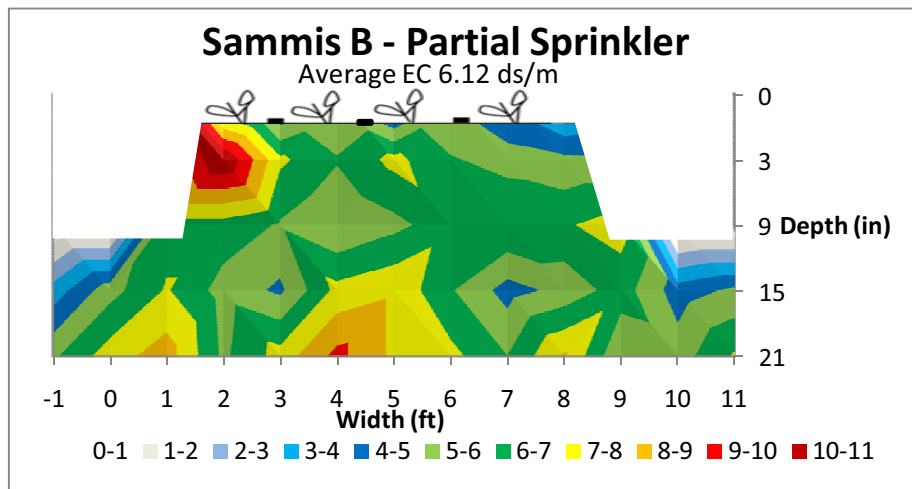 Sammis B - Partial Sprinkler
Average EC 6.12 ds/m
0
3
9
Depth (in)
15
21
-1 0 1 2 3 4 5 6 7 8 9 10 11
Width (ft)
0-1 1-2 2-3 3-4 4-5 5-6 6-7 7-8 8-9 9-10 10-11